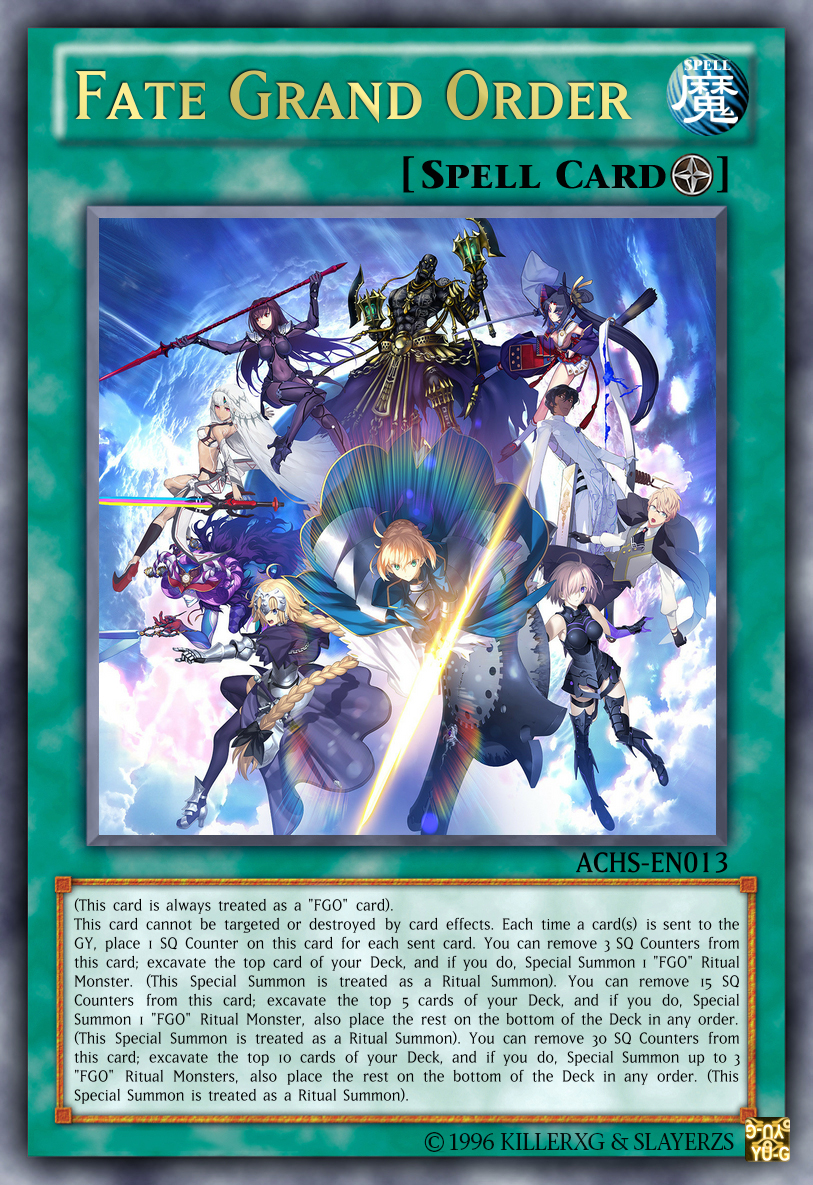 FATE GRAND ORDER
SPELL
魔
[SPELL CARD]
ACHS-EN013
(This card is always treated as a "FGO" card).
This card cannot be targeted or destroyed by card effects. Each time a card(s) is sent to the
GY, place 1 SQ Counter on this card for each sent card. You can remove 3 SQ Counters from
this card; excavate the top card of your Deck, and if you do, Special Summon 1 "FGO" Ritual
Monster. (This Special Summon is treated as a Ritual Summon). You can remove 15 SQ
Counters from this card; excavate the top 5 cards of your Deck, and if you do, Special
Summon 1 "FGO" Ritual Monster, also place the rest on the bottom of the Deck in any order.
(This Special Summon is treated as a Ritual Summon). You can remove 30 SQ Counters from
this card; excavate the top 10 cards of your Deck, and if you do, Special Summon up to 3
"FGO" Ritual Monsters, also place the rest on the bottom of the Deck in any order. (This
Special Summon is treated as a Ritual Summon).
© 1996 KILLERXG & SLAYERZS